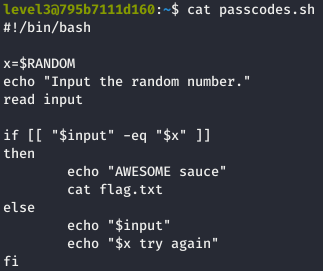 level3@795b7111d160:~$ cat passcodes.sh
#!/bin/bash

x=$RANDOM
echo "Input the random number."
read input

if [[ "$input" -eq "$x" ]]
then
        echo "AWESOME sauce"
        cat flag.txt
else
        echo "$input"
        echo "$x try again"
fi